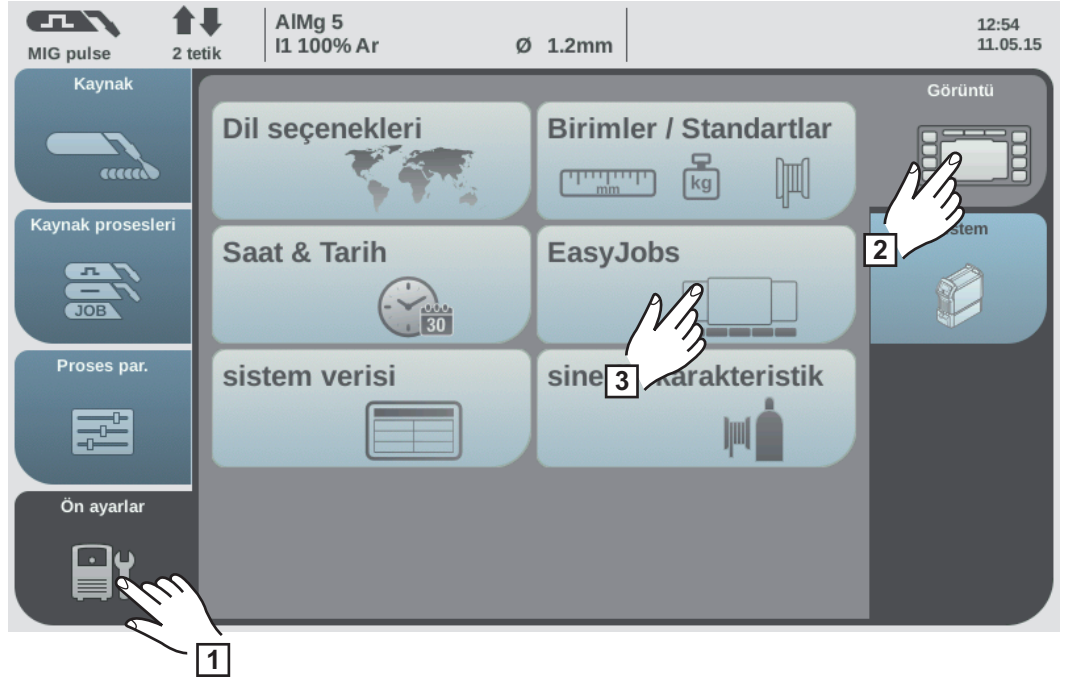 MIG pulse
2 tetik
AlMg 5
I1 100% Ar
Ø 1.2mm
12:54
11.05.15
Kaynak
Kaynak prosesleri
JOB
Proses par.
Ön ayarlar
Dil seçenekleri
Birimler / Standartlar
mm
kg
Saat & Tarih
30
EasyJobs
sistem verisi
karakteristik
Görüntü
1
2
3